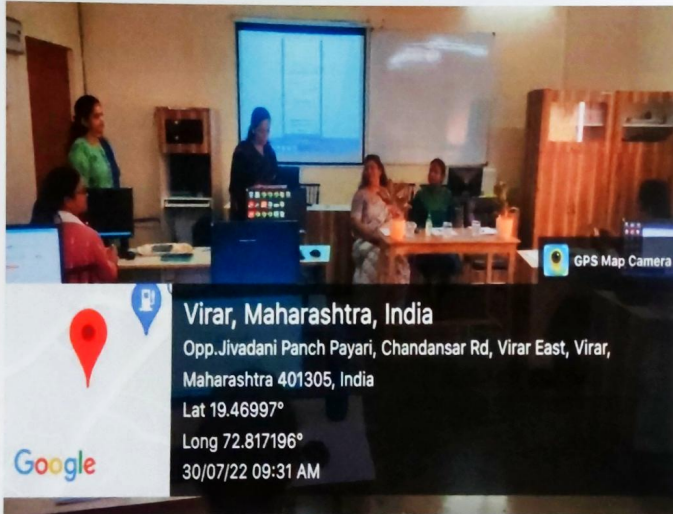 GPS Map Camera
Virar, Maharashtra, India
Opp.Jivadani Panch Payari, Chandansar Rd, Virar East, Virar,
Maharashtra 401305, India
Lat 19.46997°
Long 72.817196°
30/07/22 09:31 AM
Google